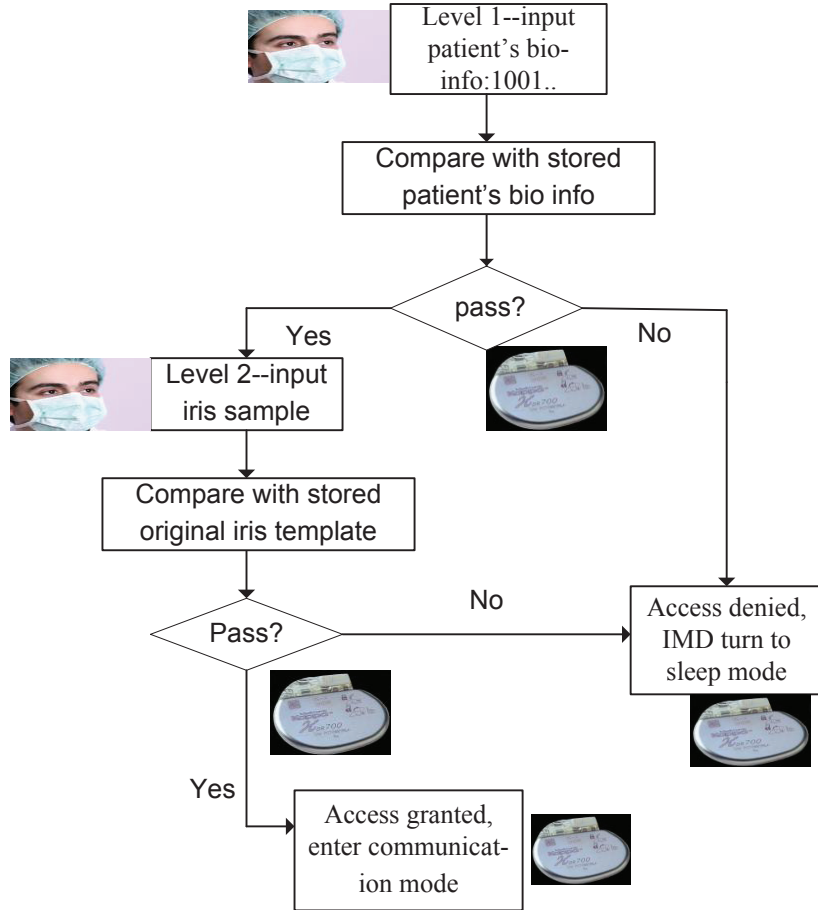 Level 1--input
patient's bio-
info:1001..
Compare with stored
patient's bio info
pass?
Yes
No
Level 2--input
iris sample
Compare with stored
original iris template
Pass?
No
Access denied,
IMD turn to
sleep mode
Yes
Access granted,
enter communicat-
ion mode